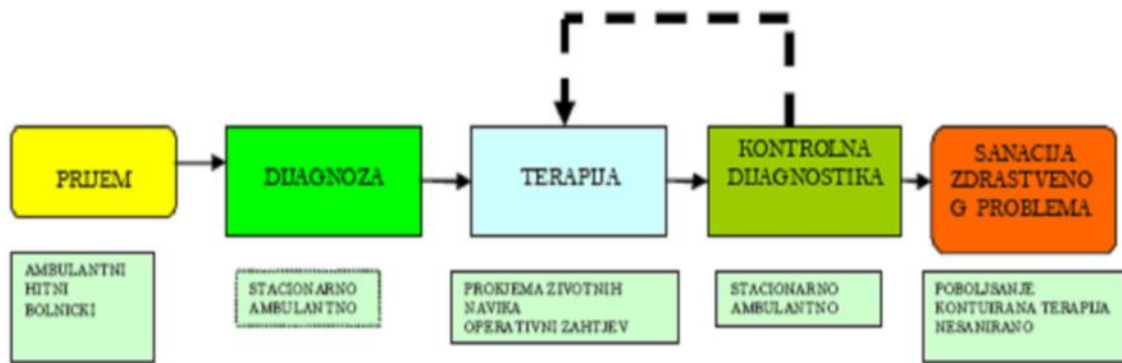 PRIJEM
DIJAGNOZA
TERAPIJA
KONTROLNA
DIJAGNOSTIKA
SANACIJA
ZDRASTVENO
G PROBLEMA
AMBULANTNI
HITNI
BOLNICKI
STACIONARNO
AMBULANTNO
PROKJEMA ZIVOTNIH
NAVIKA
OPERATIVNI ZAHTJEV
STACIONARNO
AMBULANTNO
POBOLJSANJE
KONTUIRANA TERAPIJA
NESANIRANO